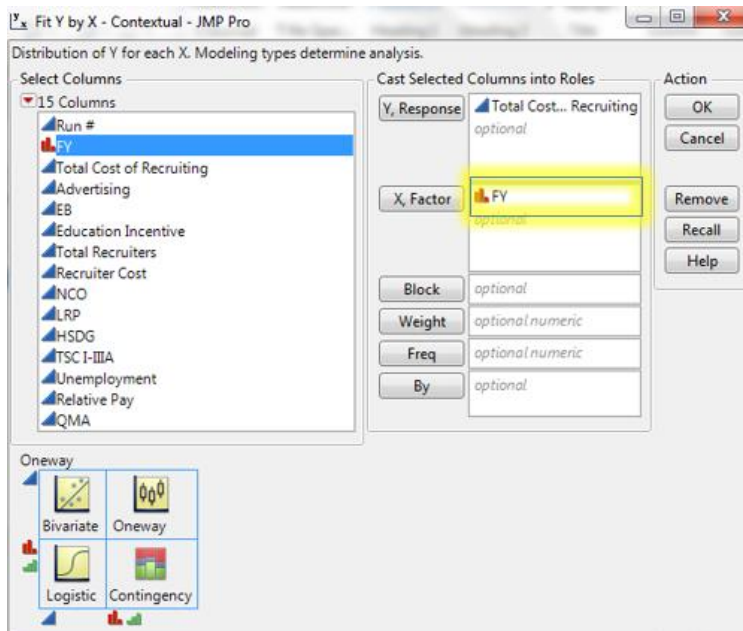 Fit Y by X - Contextual - JMP Pro
Distribution of Y for each X. Modeling types determine analysis.
Select Columns
15 Columns
Run #
FY
Total Cost of Recruiting
Advertising
EB
Education Incentive
Total Recruiters
Recruiter Cost
NCO
LRP
HSDG
TSC I-IIIA
Unemployment
Relative Pay
QMA
Cast Selected Columns into Roles
Y, Response
Total Cost... Recruiting
optional
X, Factor
FY
optional
Block
optional
Weight
optional numeric
Freq
optional numeric
By
optional
Action
OK
Cancel
Remove
Recall
Help
Oneway
Bivariate Oneway
Logistic Contingency